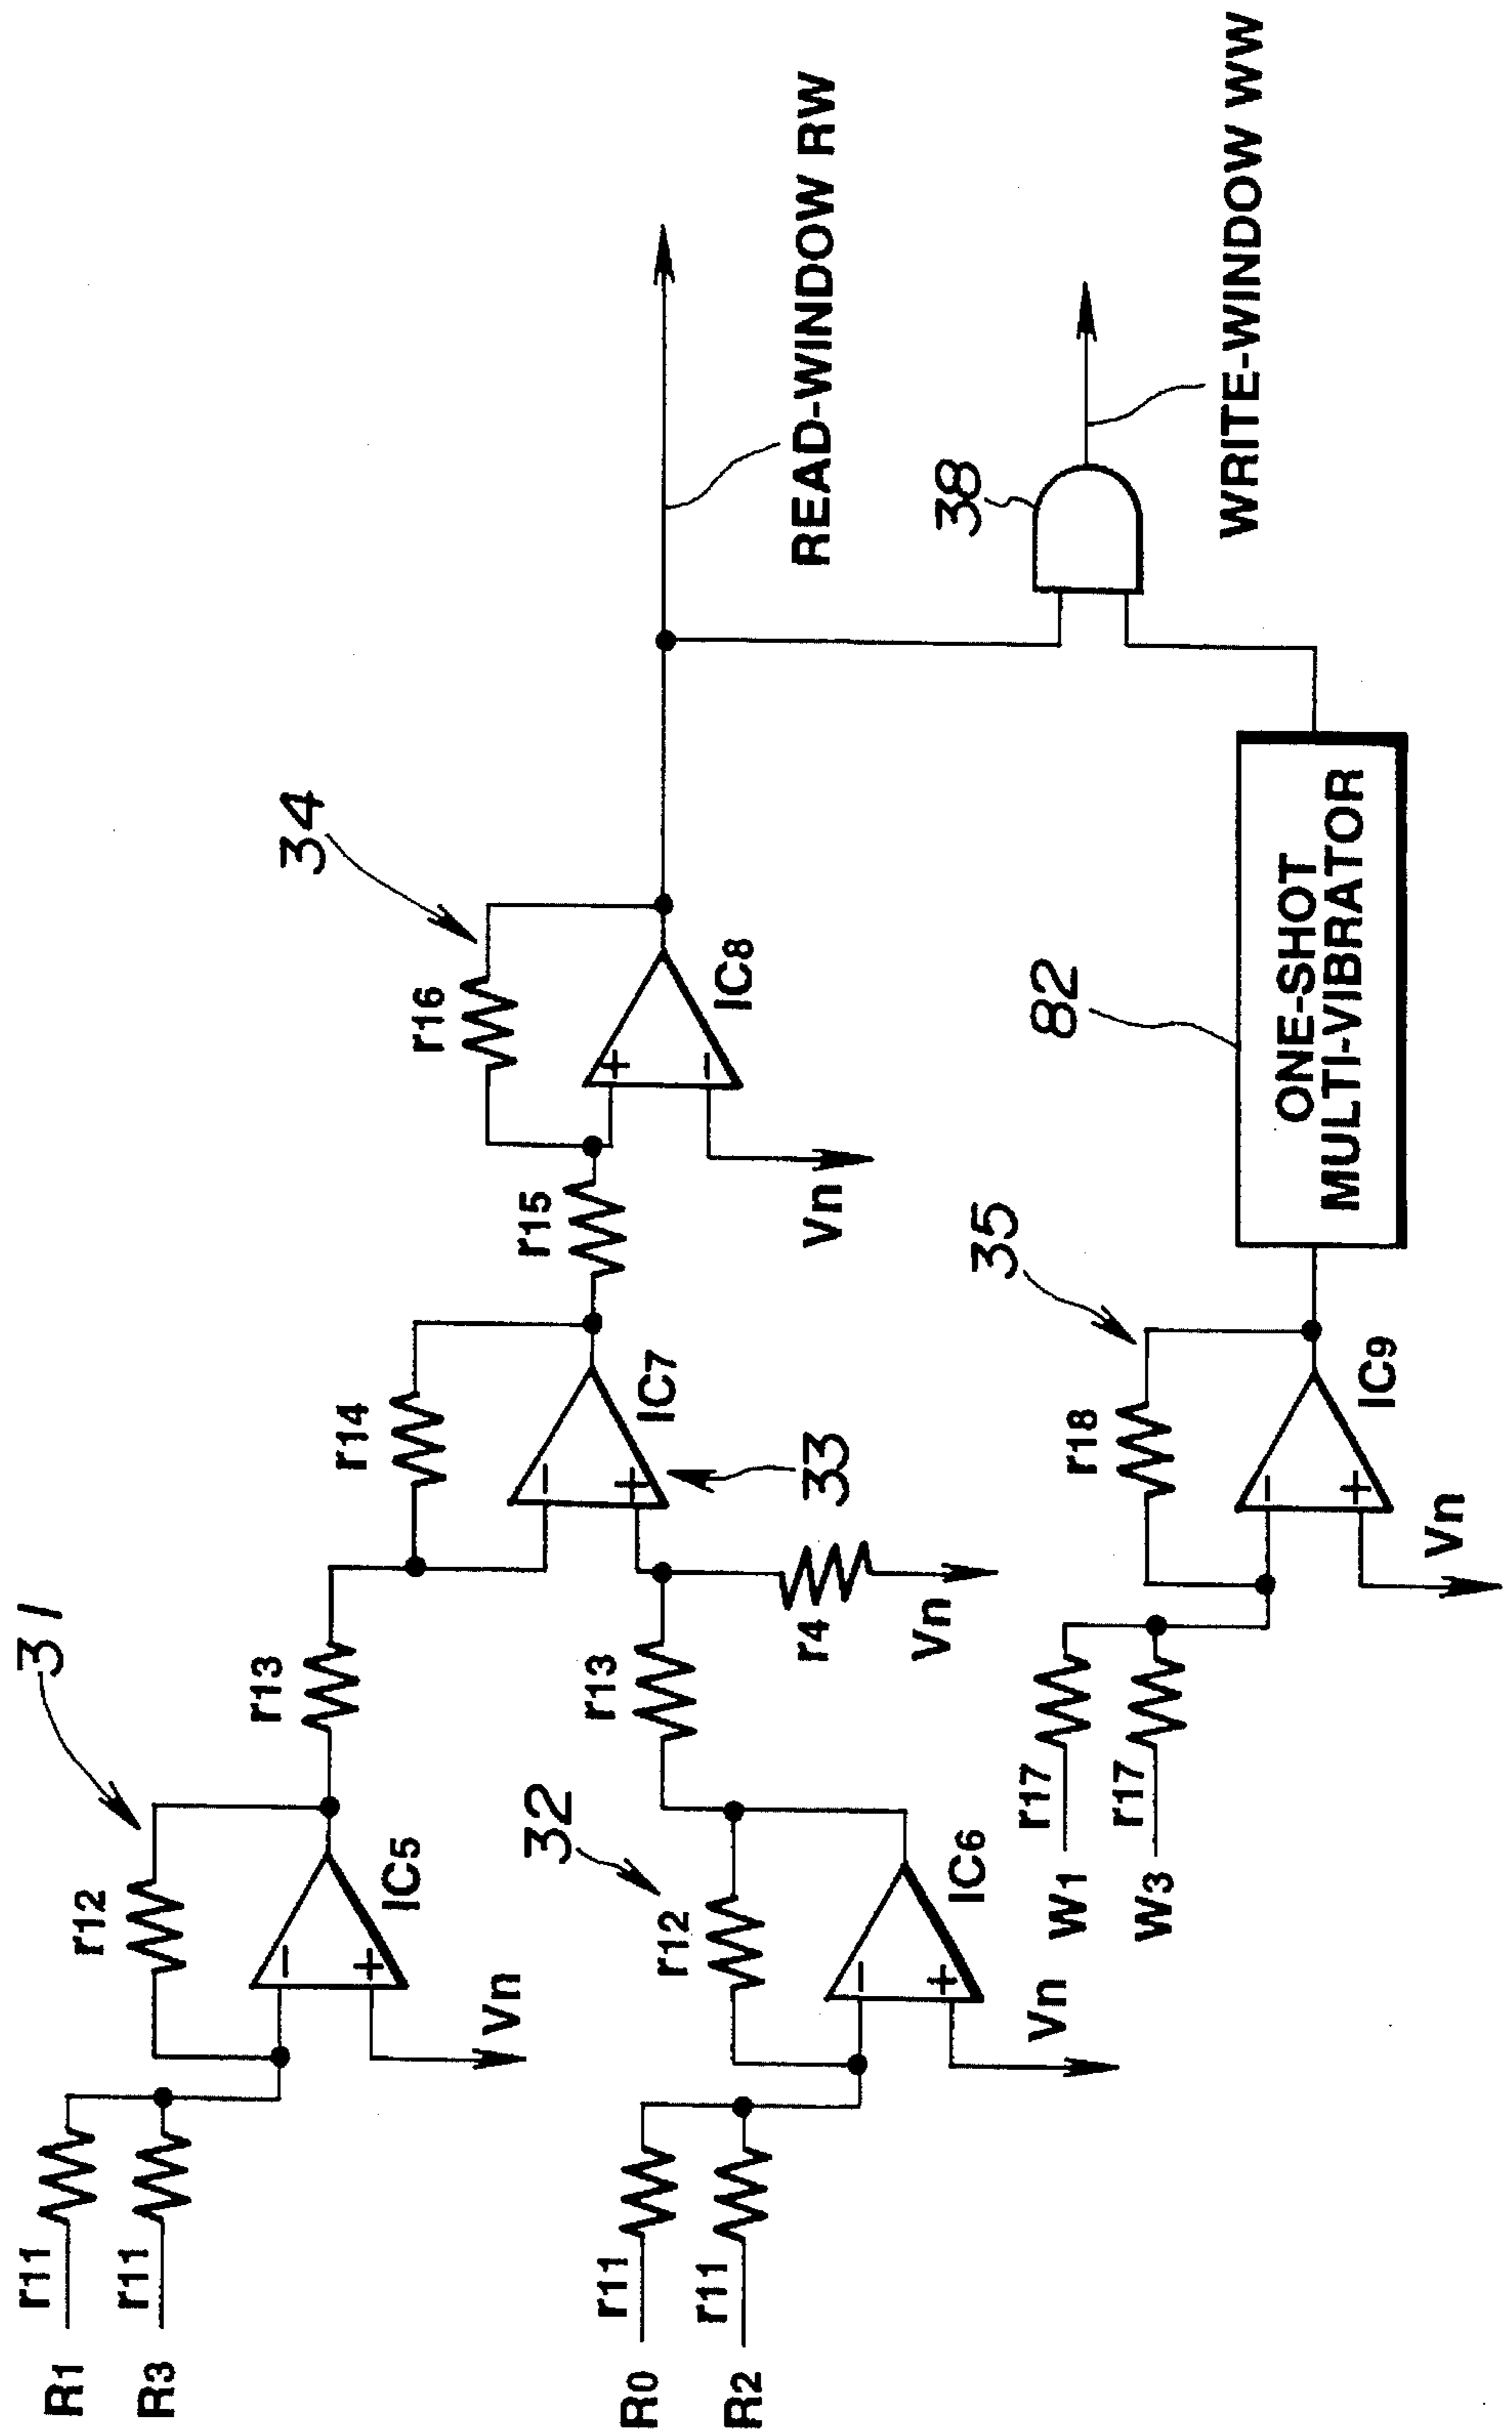 31
r12
r11
R1
r11
R3
IC5
Vn
r13
r14
IC7
33
r4
Vn
r13
32
r12
r11
R0
r11
R2
IC6
Vn
34
r16
r15
IC8
Vn
READ-WINDOW RW
38
WRITE-WINDOW WW
82
ONE-SHOT
MULTI-VIBRATOR
35
r18
IC9
Vn
r17
W1
r17
W3